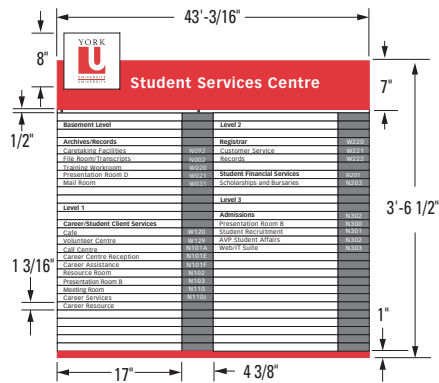 43'-3/16"
8"
YORK
U
UNIVERSITÉ
UNIVERSITY
Student Services Centre
7"
1/2"
Basement Level
Archives/Records
Caretaking Facilities N092
File Room/Transcripts N002
Training Workroom W020
Presentation Room D W021
Mail Room W031
Level 1
Career/Student Client Services
Cafe W120
Volunteer Centre W129
Call Centre N101A
Career Centre Reception N101E
Career Assistance N101F
Resource Room N102
Presentation Room B N103
Meeting Room N110
Career Services N110J
Career Resource
Level 2
Registrar W220
Customer Service W221
Records W222
Student Financial Services N201
Scholarships and Bursaries N203
Level 3
Admissions N302
Presentation Room B N300
Student Recruitment N301
AVP Student Affairs N302
Web/IT Suite N303
3'-6 1/2"
1 3/16"
1"
17"
4 3/8"